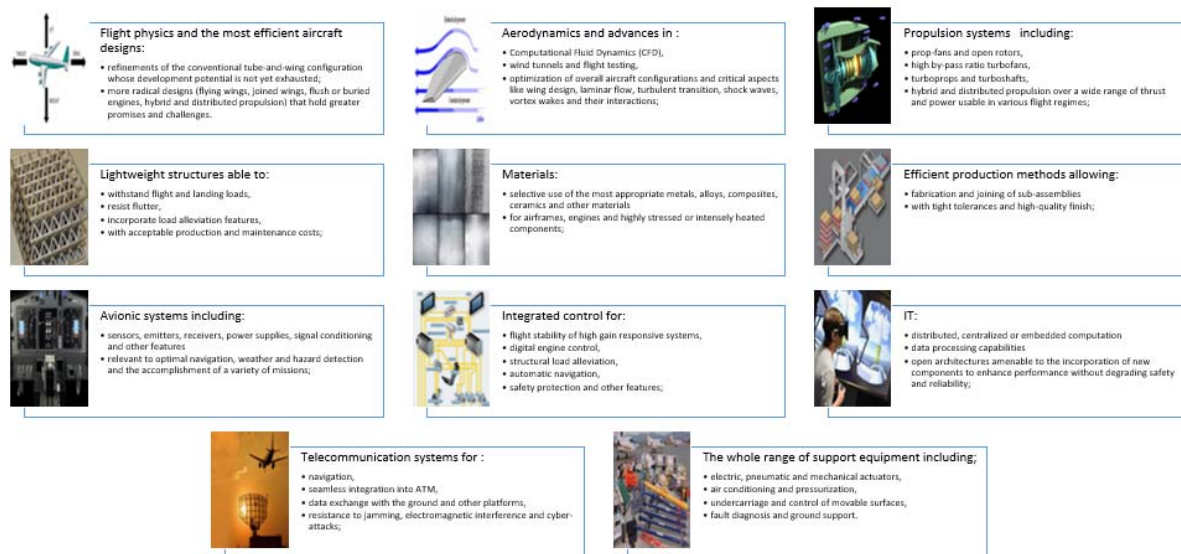 Flight physics and the most efficient aircraft
designs:
• refinements of the conventional tube-and-wing configuration
whose development potential is not yet exhausted;
• more radical designs (flying wings, joined wings, flush or buried
engines, hybrid and distributed propulsion) that hold greater
promises and challenges.
Aerodynamics and advances in :
• Computational Fluid Dynamics (CFD),
• wind tunnels and flight testing,
• optimization of overall aircraft configurations and critical aspects
like wing design, laminar flow, turbulent transition, shock waves,
vortex wakes and their interactions;
Propulsion systems including:
• prop-fans and open rotors,
• high by-pass ratio turbofans,
• turboprops and turboshafts,
• hybrid and distributed propulsion over a wide range of thrust
and power usable in various flight regimes;
Lightweight structures able to:
• withstand flight and landing loads,
• resist flutter,
• incorporate load alleviation features,
• with acceptable production and maintenance costs;
Materials:
• selective use of the most appropriate metals, alloys, composites,
ceramics and other materials
• for airframes, engines and highly stressed or intensely heated
components;
Efficient production methods allowing:
• fabrication and joining of sub-assemblies
• with tight tolerances and high-quality finish;
Avionic systems including:
• sensors, emitters, receivers, power supplies, signal conditioning
and other features
• relevant to optimal navigation, weather and hazard detection
and the accomplishment of a variety of missions;
Integrated control for:
• flight stability of high gain responsive systems,
• digital engine control,
• structural load alleviation,
• automatic navigation,
• safety protection and other features;
IT:
• distributed, centralized or embedded computation
• data processing capabilities
• open architectures amenable to the incorporation of new
components to enhance performance without degrading safety
and reliability;
Telecommunication systems for :
• navigation,
• seamless integration into ATM,
• data exchange with the ground and other platforms,
• resistance to jamming, electromagnetic interference and cyber-
attacks;
The whole range of support equipment including;
• electric, pneumatic and mechanical actuators,
• air conditioning and pressurization,
• undercarriage and control of movable surfaces,
• fault diagnosis and ground support.